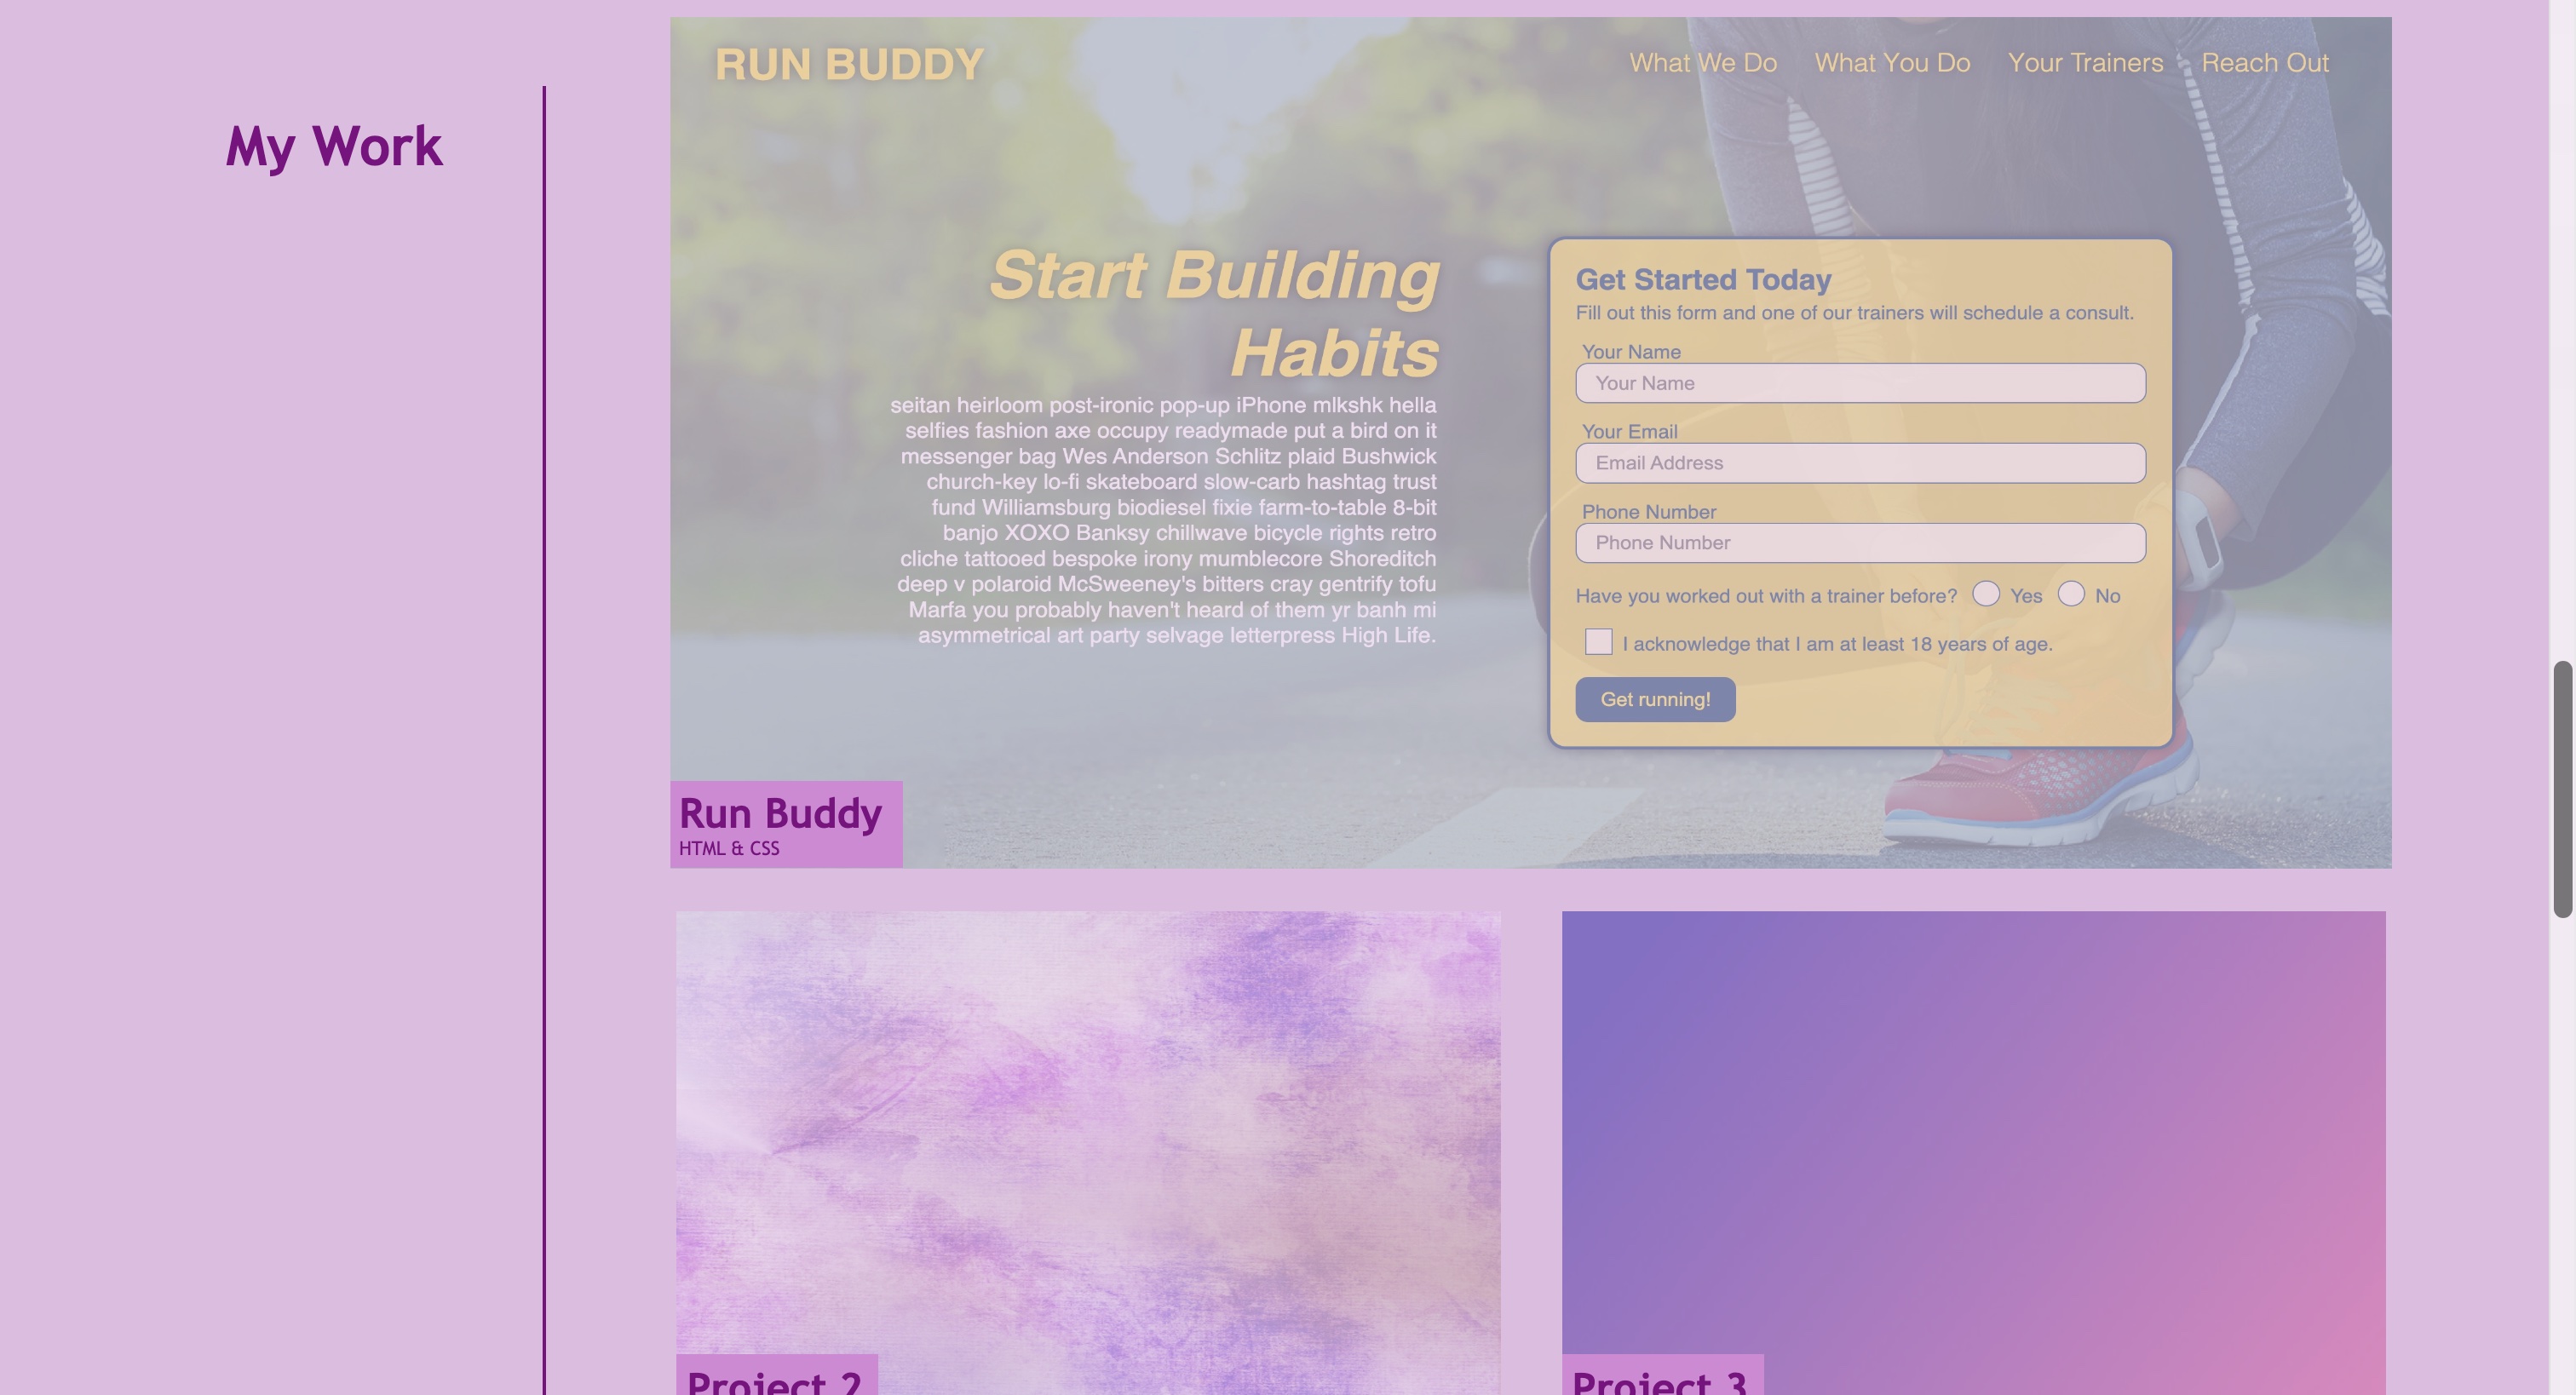 My Work
RUN BUDDY
What We Do What You Do Your Trainers Reach Out
Start Building
Habits
seitan heirloom post-ironic pop-up iPhone mlkshk hella
selfies fashion axe occupy readymade put a bird on it
messenger bag Wes Anderson Schlitz plaid Bushwick
church-key lo-fi skateboard slow-carb hashtag trust
fund Williamsburg biodiesel fixie farm-to-table 8-bit
banjo XOXO Banksy chillwave bicycle rights retro
cliche tattooed bespoke irony mumblecore Shoreditch
deep v polaroid McSweeney's bitters cray gentrify tofu
Marfa you probably haven't heard of them yr banh mi
asymmetrical art party selvage letterpress High Life.
Get Started Today
Fill out this form and one of our trainers will schedule a consult.
Your Name
Your Name
Your Email
Email Address
Phone Number
Phone Number
Have you worked out with a trainer before? Yes No
I acknowledge that I am at least 18 years of age.
Get running!
Run Buddy
HTML & CSS
Project 2
Project 3